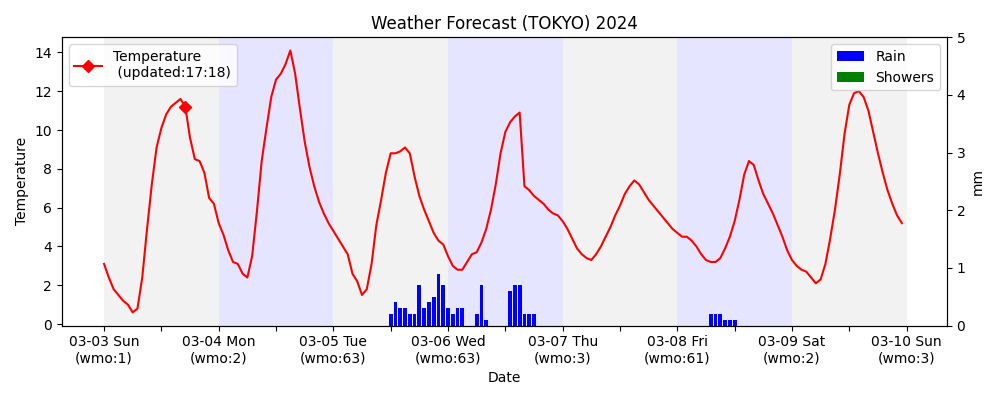 Weather Forecast (TOKYO) 2024
Temperature
(updated:17:18)
Rain
Showers
Temperature
14
12
10
8
6
4
2
0
5
4
3
2
1
0
mm
03-03 Sun
(wmo:1)
03-04 Mon
(wmo:2)
03-05 Tue
(wmo:63)
03-06 Wed
(wmo:63)
03-07 Thu
(wmo:3)
03-08 Fri
(wmo:61)
03-09 Sat
(wmo:2)
03-10 Sun
(wmo:3)
Date